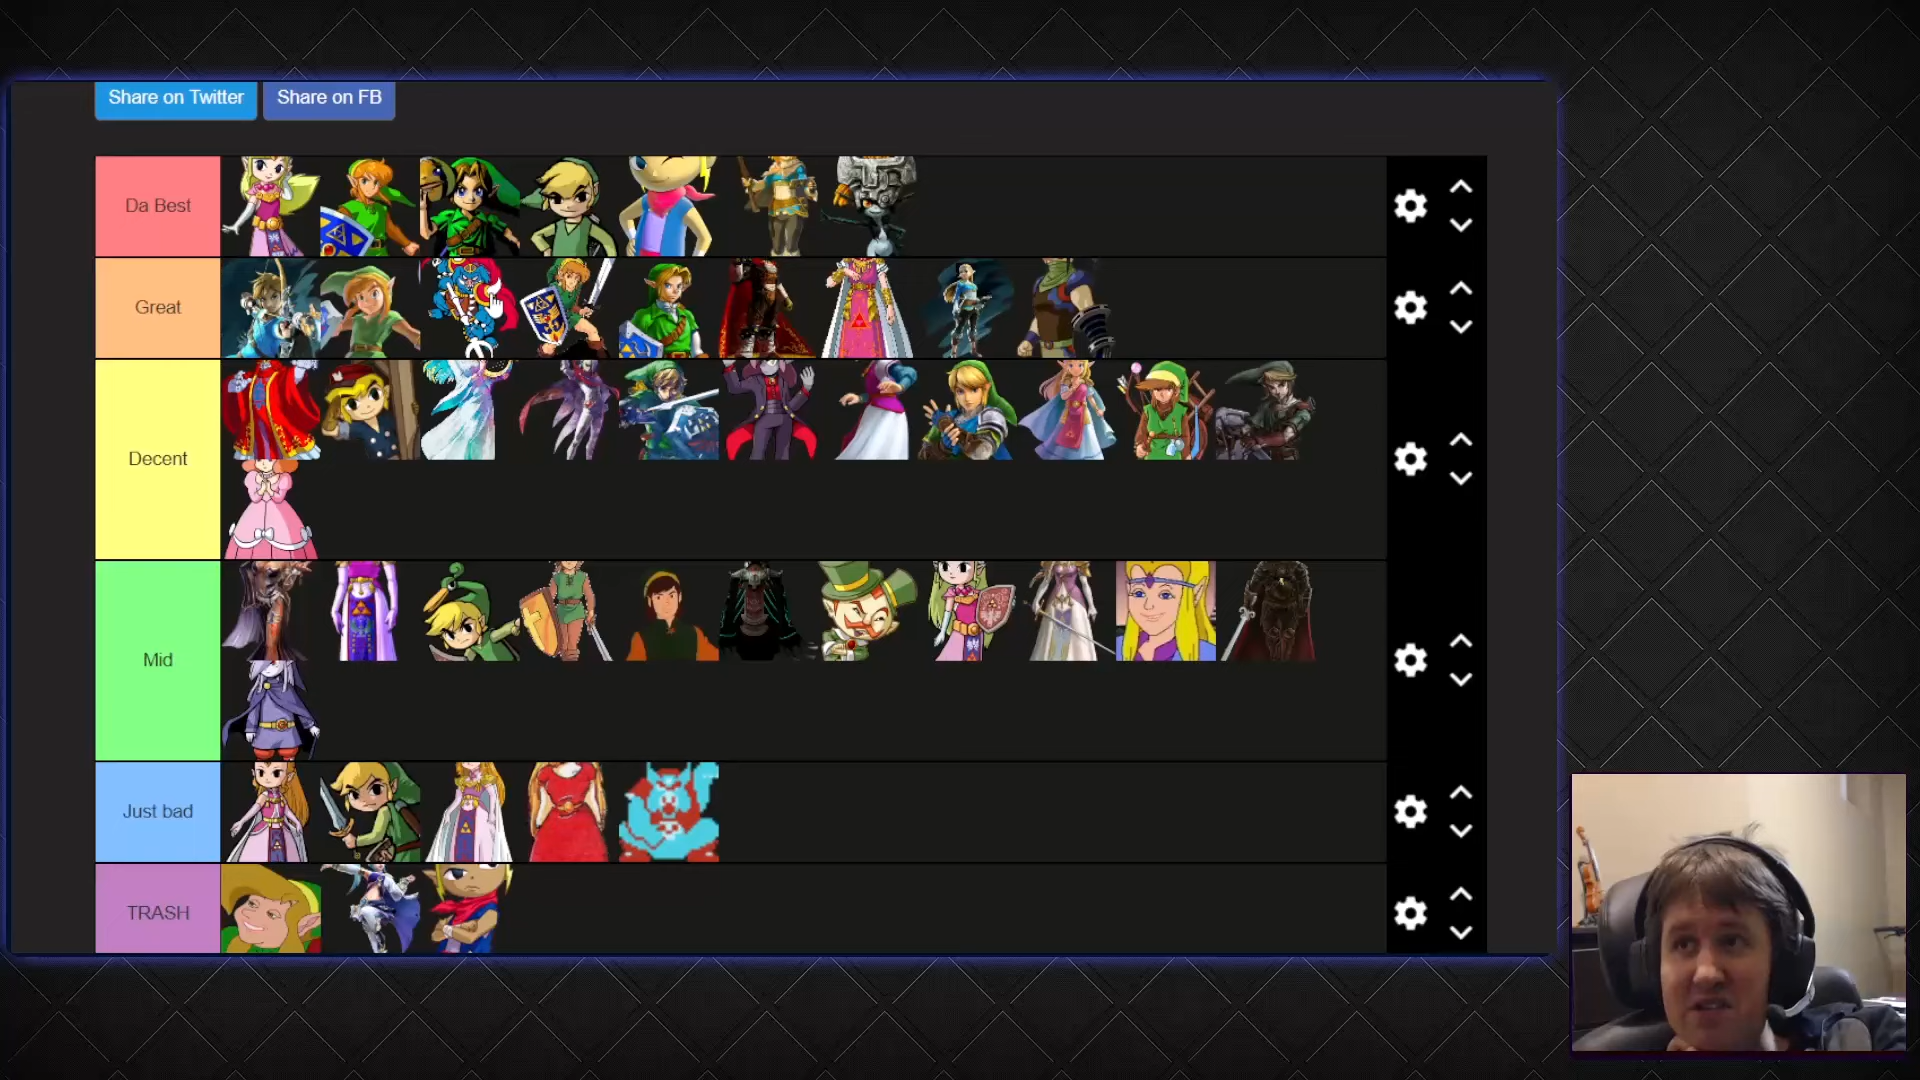 Share on Twitter Share on FB
Da Best
Great
Decent
Mid
Just bad
TRASH